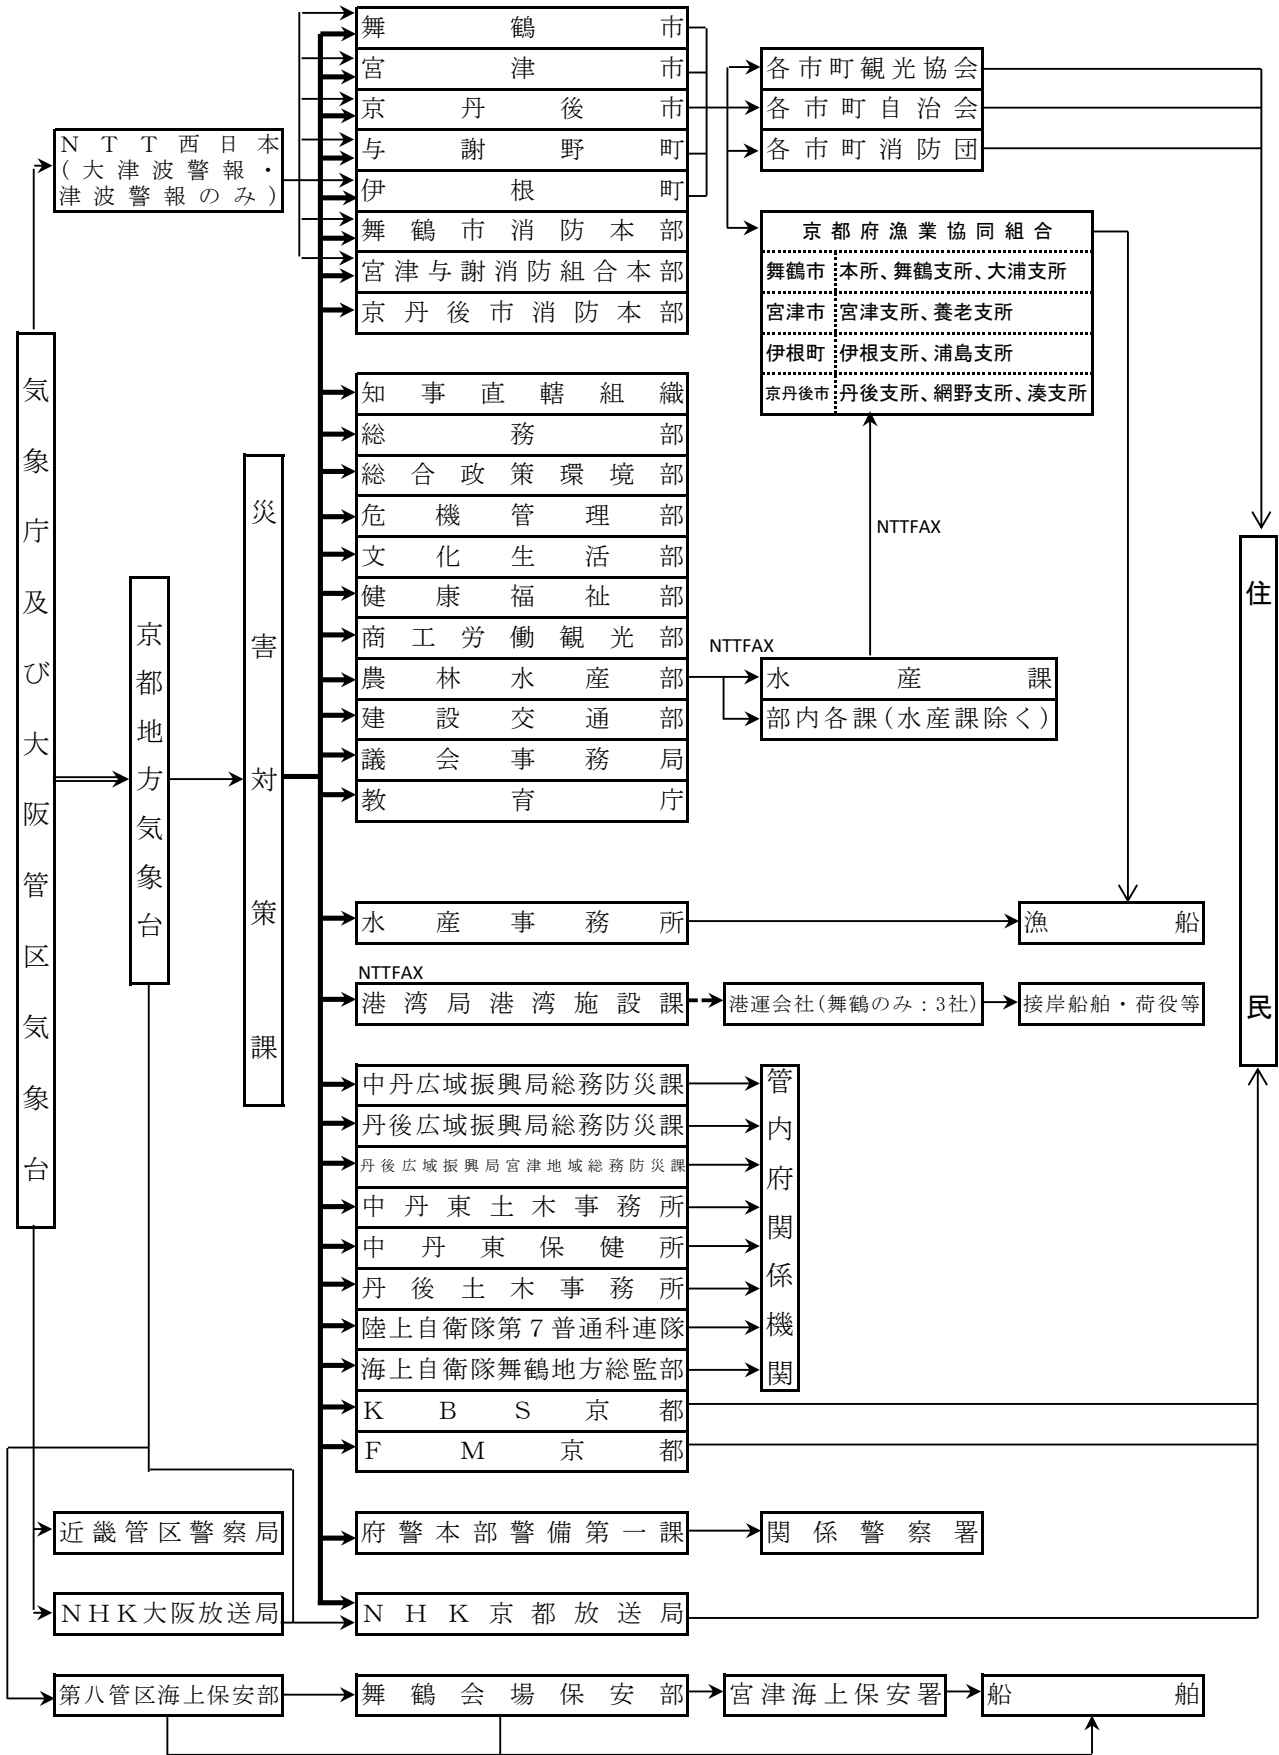 気象庁及び大阪管区気象台
京都地方気象台
災害対策課
NTT西日本
(大津波警報・
津波警報のみ)
舞鶴市
宮津市
京丹後市
与謝野町
伊根町
舞鶴市消防本部
宮津与謝消防組合本部
京丹後市消防本部
各市町観光協会
各市町自治会
各市町消防団
京都府漁業協同組合
舞鶴市 本所、舞鶴支所、大浦支所
宮津市 宮津支所、養老支所
伊根町 伊根支所、浦島支所
京丹後市 丹後支所、網野支所、湊支所
知事直轄組織
総務部
総合政策環境部
危機管理部
文化生活部
健康福祉部
商工労働観光部
農林水産部
建設交通部
議会事務局
教育庁
NTTFAX
NTTFAX
水産課
部内各課(水産課除く)
住民
水産事務所
漁船
NTTFAX
港湾局港湾施設課
港運会社(舞鶴のみ：3社)
接岸船舶・荷役等
中丹広域振興局総務防災課
丹後広域振興局総務防災課
丹後広域振興局宮津地域総務防災課
中丹東土木事務所
中丹東保健所
丹後土木事務所
陸上自衛隊第７普通科連隊
海上自衛隊舞鶴地方総監部
KBS京都
FM京都
管内府関係機関
近畿管区警察局
府警本部警備第一課
関係警察署
NHK大阪放送局
NHK京都放送局
第八管区海上保安部
舞鶴会場保安部
宮津海上保安署
船舶